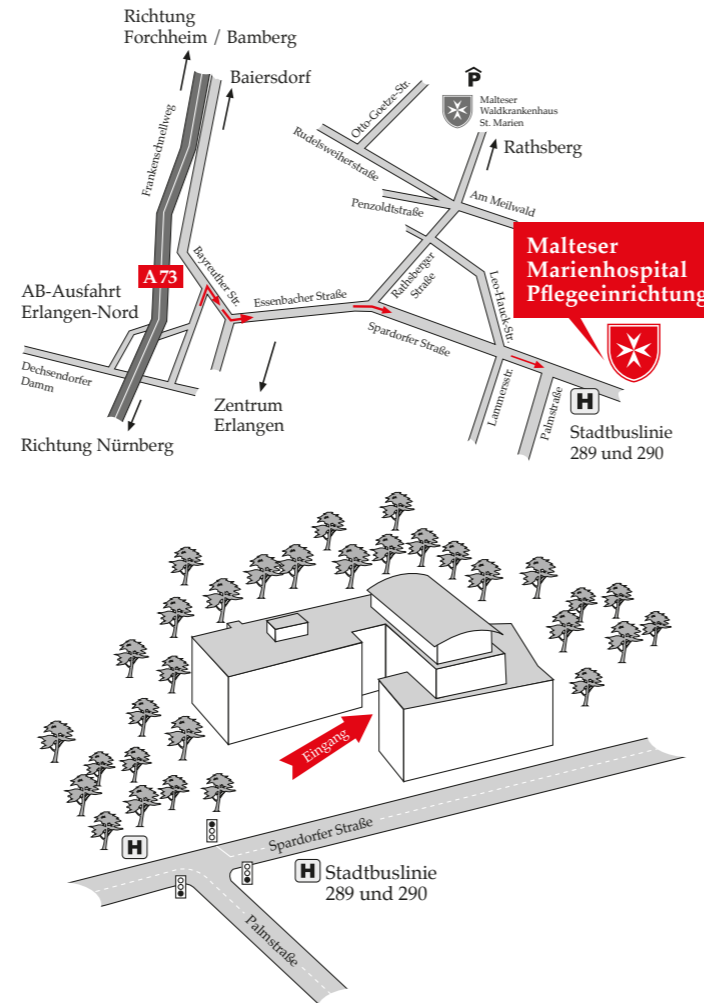 Richtung
Forchheim / Bamberg
Baiersdorf
Frankenschnellweg
Otto-Goetze-Str.
Rudelsweiherstraße
P
Malteser
Waldkrankenhaus
St. Marien
Rathsberg
Penzoldtstraße
Am Meilwald
A 73
AB-Ausfahrt
Erlangen-Nord
Bayreuther Str.
Essenbacher Straße
Rathsberger
Straße
Leo-Hauck-Str.
Malteser
Marienhospital
Pflegeeinrichtung
Spardorfer Straße
Dechsendorfer
Damm
Zentrum
Erlangen
Lammersstr.
Palmstraße
H
Stadtbuslinie
289 und 290
Richtung Nürnberg
Eingang
Spardorfer Straße
H
H Stadtbuslinie
289 und 290
Palmstraße